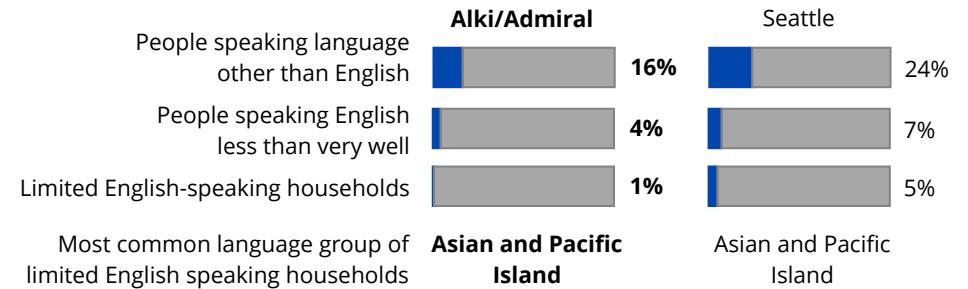 Alki/Admiral Seattle
People speaking language
other than English 16% 24%
People speaking English
less than very well 4% 7%
Limited English-speaking households 1% 5%
Most common language group of Asian and Pacific Asian and Pacific
limited English speaking households Island Island